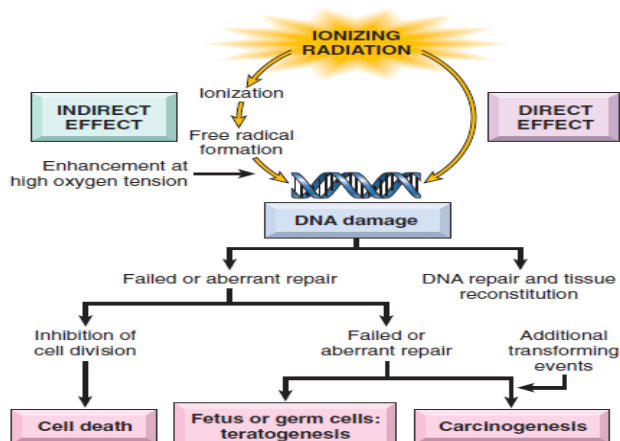 IONIZING
RADIATION
Ionization
INDIRECT
EFFECT
DIRECT
EFFECT
Free radical
formation
Enhancement at
high oxygen tension
DNA damage
Failed or aberrant repair
DNA repair and tissue
reconstitution
Inhibition of
cell division
Failed or
aberrant repair
Additional
transforming
events
Cell death
Fetus or germ cells:
teratogenesis
Carcinogenesis